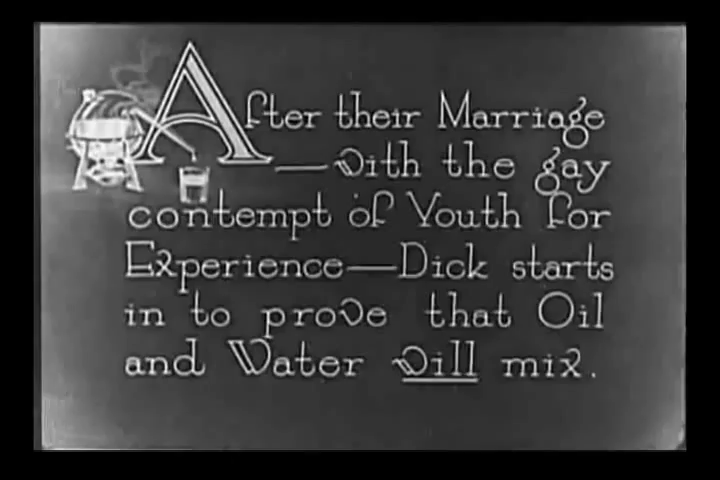 After their Marriage
—with the gay
contempt of Youth for
Experience—Dick starts
in to prove that Oil
and Water will mix.